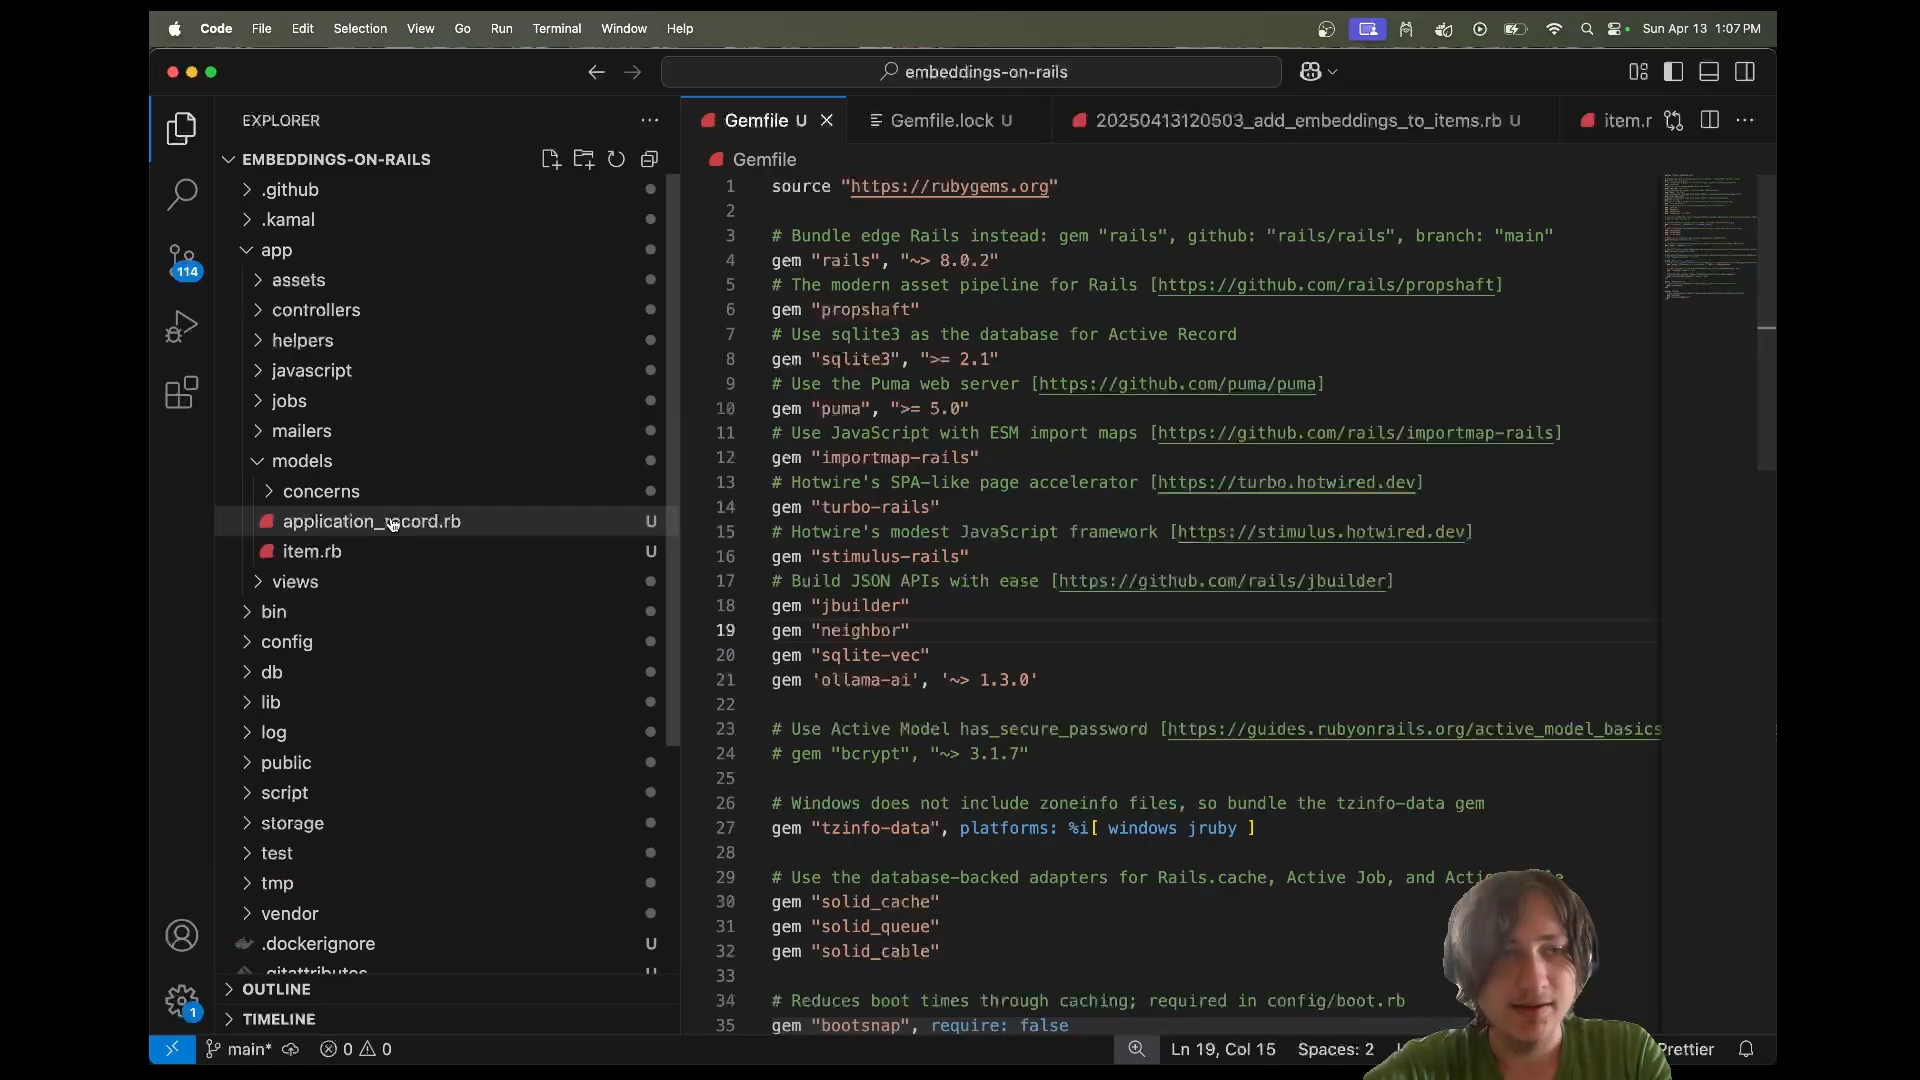 Code File Edit Selection View Go Run Terminal Window Help
Sun Apr 13 1:07 PM
embeddings-on-rails
EXPLORER
EMBEDDINGS-ON-RAILS
.github
.kamal
app
assets
controllers
helpers
javascript
jobs
mailers
models
concerns
application_record.rb U
item.rb U
views
bin
config
db
lib
log
public
script
storage
test
tmp
vendor
.dockerignore U
.gitattributes U
OUTLINE
TIMELINE
114
1
Gemfile U
Gemfile.lock U
20250413120503_add_embeddings_to_items.rb U
item.r
Gemfile
1 source "https://rubygems.org"
2
3 # Bundle edge Rails instead: gem "rails", github: "rails/rails", branch: "main"
4 gem "rails", "~> 8.0.2"
5 # The modern asset pipeline for Rails [https://github.com/rails/propshaft]
6 gem "propshaft"
7 # Use sqlite3 as the database for Active Record
8 gem "sqlite3", ">= 2.1"
9 # Use the Puma web server [https://github.com/puma/puma]
10 gem "puma", ">= 5.0"
11 # Use JavaScript with ESM import maps [https://github.com/rails/importmap-rails]
12 gem "importmap-rails"
13 # Hotwire's SPA-like page accelerator [https://turbo.hotwired.dev]
14 gem "turbo-rails"
15 # Hotwire's modest JavaScript framework [https://stimulus.hotwired.dev]
16 gem "stimulus-rails"
17 # Build JSON APIs with ease [https://github.com/rails/jbuilder]
18 gem "jbuilder"
19 gem "neighbor"
20 gem "sqlite-vec"
21 gem 'ollama-ai', '~> 1.3.0'
22
23 # Use Active Model has_secure_password [https://guides.rubyonrails.org/active_model_basics
24 # gem "bcrypt", "~> 3.1.7"
25
26 # Windows does not include zoneinfo files, so bundle the tzinfo-data gem
27 gem "tzinfo-data", platforms: %i[ windows jruby ]
28
29 # Use the database-backed adapters for Rails.cache, Active Job, and Acti
30 gem "solid_cache"
31 gem "solid_queue"
32 gem "solid_cable"
33
34 # Reduces boot times through caching; required in config/boot.rb
35 gem "bootsnap", require: false
main* 0 0
Ln 19, Col 15 Spaces: 2
Prettier